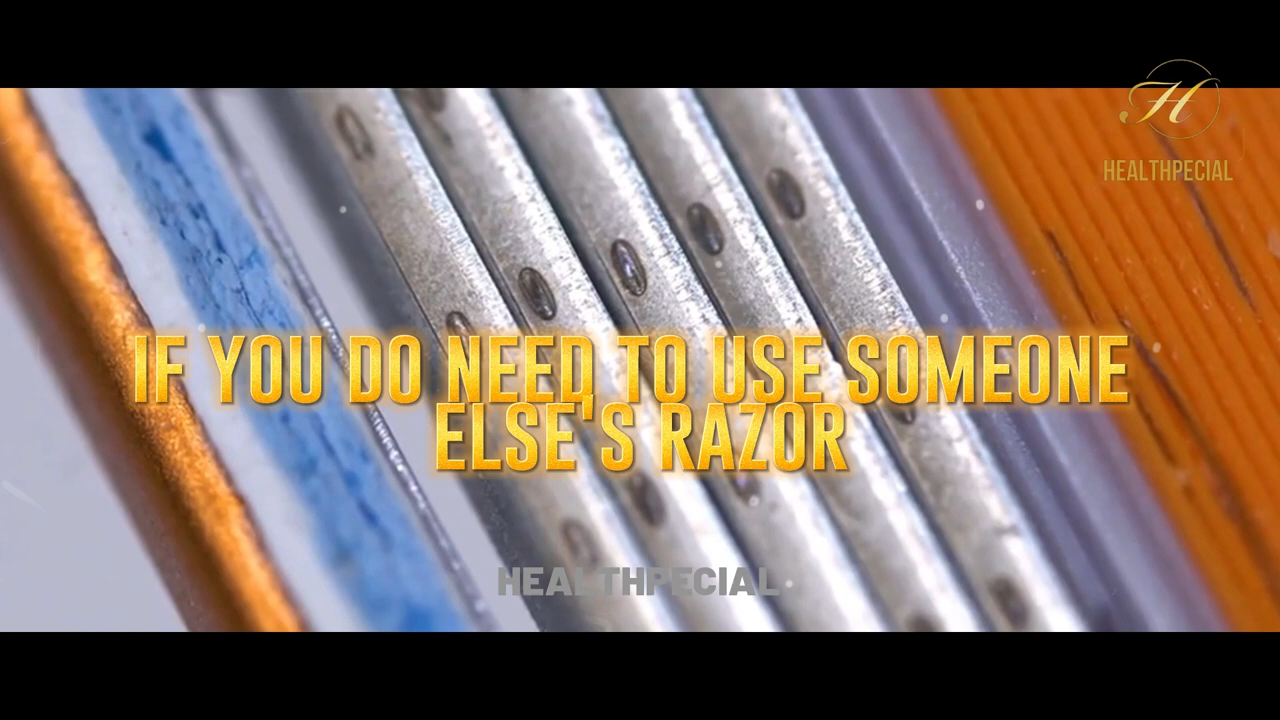 H
HEALTHPECIAL
IF YOU DO NEED TO USE SOMEONE
ELSE'S RAZOR
HEALTHPECIAL